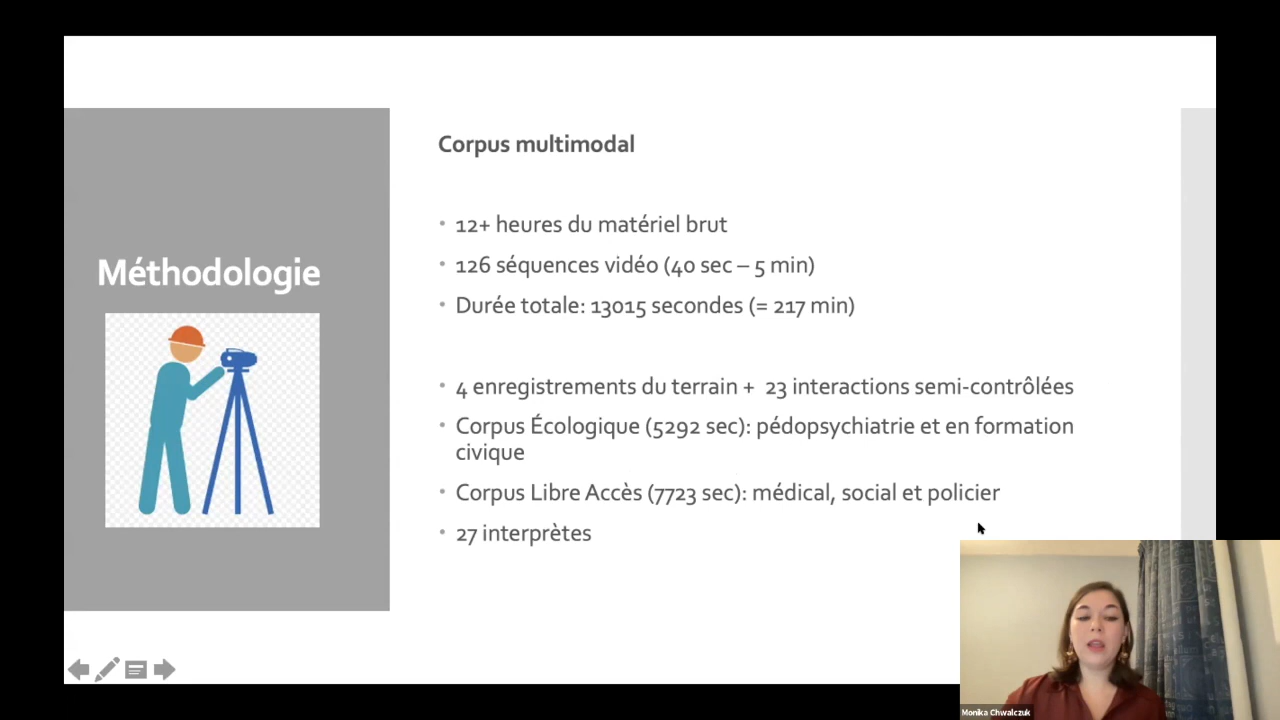 Méthodologie
Corpus multimodal
12+ heures du matériel brut
126 séquences vidéo (40 sec – 5 min)
Durée totale: 13015 secondes (= 217 min)
4 enregistrements du terrain + 23 interactions semi-contrôlées
Corpus Écologique (5292 sec): pédopsychiatrie et en formation
civique
Corpus Libre Accès (7723 sec): médical, social et policier
27 interprètes
Monika Chwalczuk